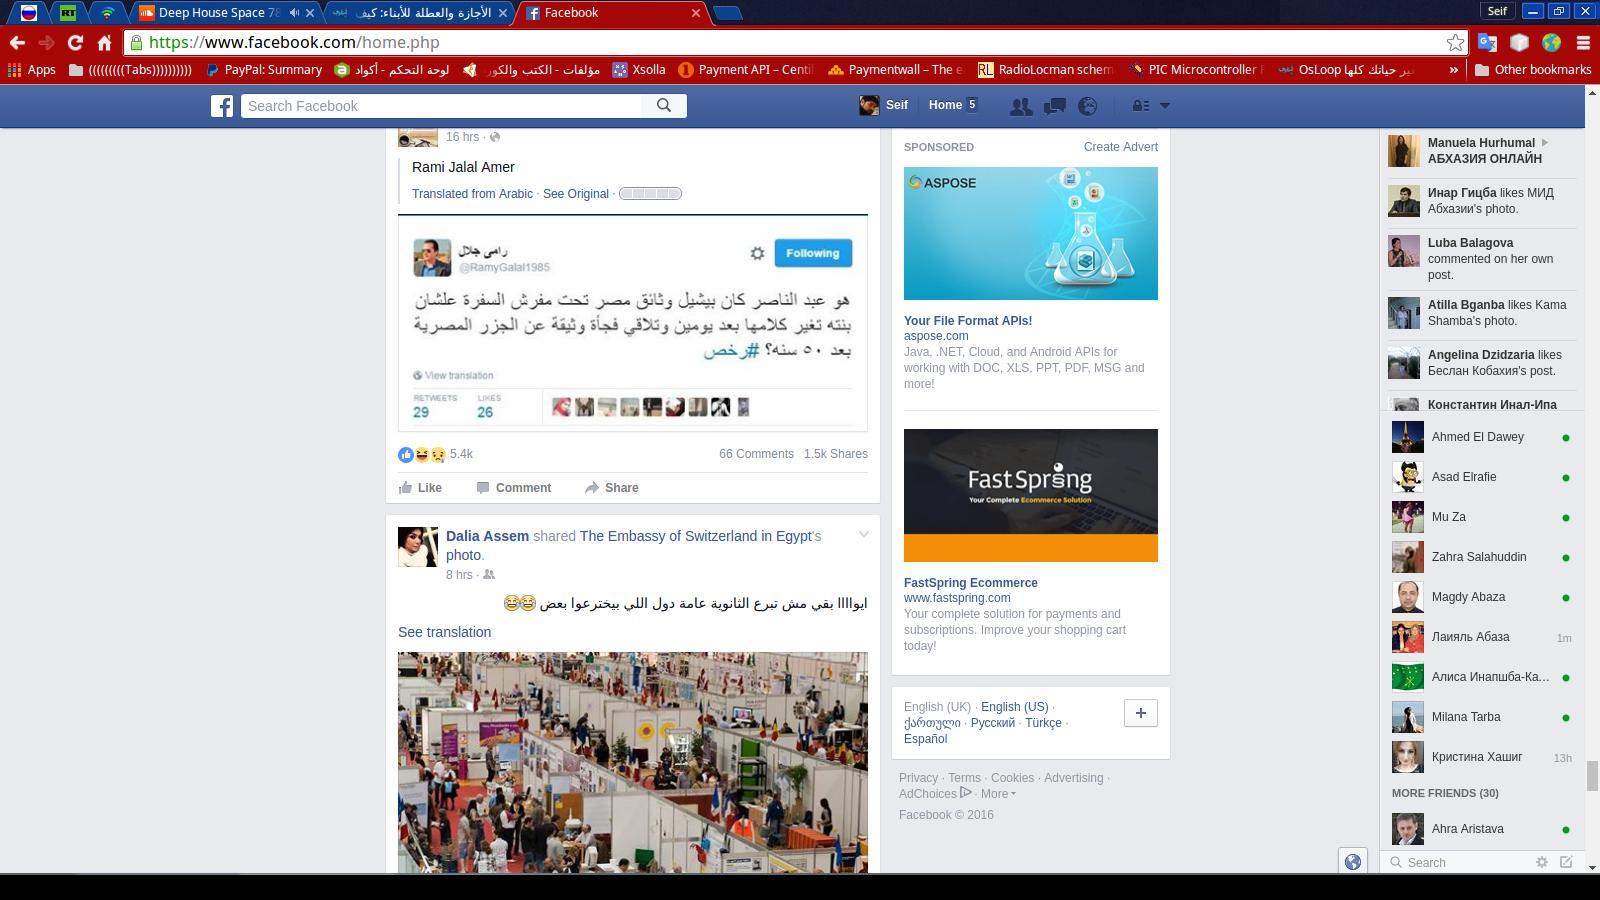 Deep House Space 78
الأجازة والعطلة للأبناء: كيف
Facebook
Seif
https://www.facebook.com/home.php
Apps
(((((((((Tabs))))))))))
PayPal: Summary
لوحة التحكم - أكواد
مؤلفات - الكتب والكور
Xsolla
Payment API – Centi
Paymentwall – The e
RadioLocman schem
PIC Microcontroller
OsLoop غير حياتك كلها
»
Other bookmarks
Search Facebook
Seif
Home 5
16 hrs ·
Rami Jalal Amer
Translated from Arabic · See Original ·
رامى جلال
@RamyGalal1985
Following
هو عبد الناصر كان بيشيل وثائق مصر تحت مفرش السفرة علشان
بنته تغير كلامها بعد يومين وتلاقي فجأة وثيقة عن الجزر المصرية
بعد ٥٠ سنه؟ #رخص
View translation
RETWEETS
29
LIKES
26
5.4k
66 Comments 1.5k Shares
Like Comment Share
Dalia Assem shared The Embassy of Switzerland in Egypt's
photo.
8 hrs ·
ايواااا بقي مش تبرع الثانوية عامة دول اللي بيخترعوا بعض 😂😂
See translation
SPONSORED
Create Advert
ASPOSE
Your File Format APIs!
aspose.com
Java, .NET, Cloud, and Android APIs for
working with DOC, XLS, PPT, PDF, MSG and
more!
FastSpring
Your Complete Ecommerce Solution
FastSpring Ecommerce
www.fastspring.com
Your complete solution for payments and
subscriptions. Improve your shopping cart
today!
English (UK) · English (US) ·
ქართული · Русский · Türkçe ·
Español
Privacy · Terms · Cookies · Advertising ·
AdChoices · More
Facebook © 2016
Manuela Hurhumal
АБХАЗИЯ ОНЛАЙН
Инар Гицба likes МИД
Абхазии's photo.
Luba Balagova
commented on her own
post.
Atilla Bganba likes Kama
Shamba's photo.
Angelina Dzidzaria likes
Беслан Кобахия's post.
Константин Инал-Ипа
Ahmed El Dawey
Asad Elrafie
Mu Za
Zahra Salahuddin
Magdy Abaza
Лаияль Абаза 1m
Алиса Инапшба-Ка...
Milana Tarba
Кристина Хашиг 13h
MORE FRIENDS (30)
Ahra Aristava
Search